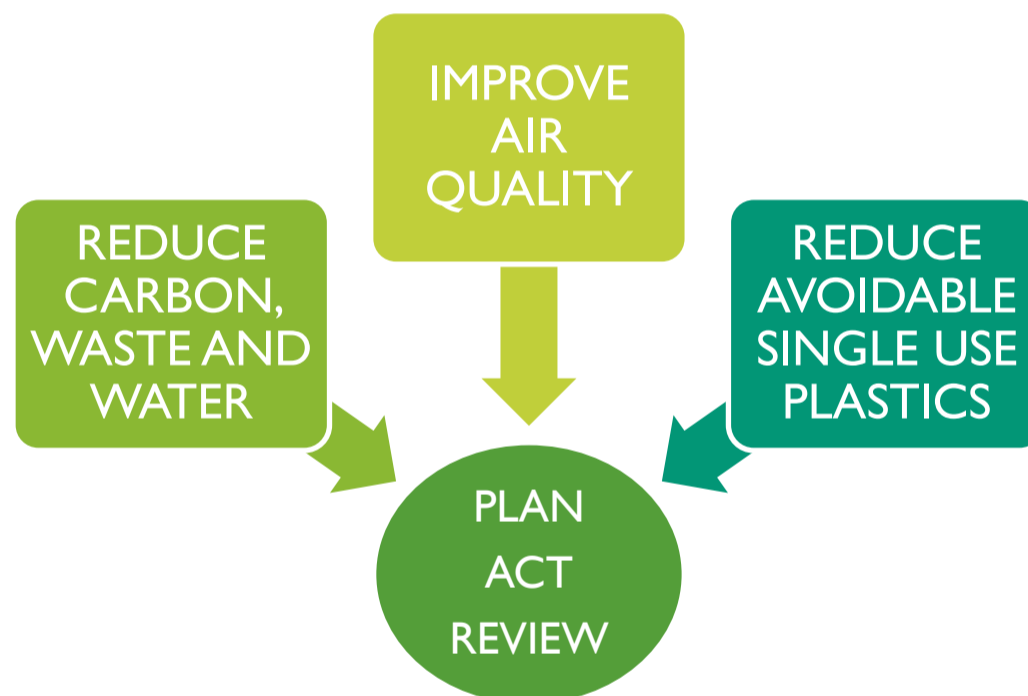 IMPROVE
AIR
QUALITY
REDUCE
CARBON,
WASTE AND
WATER
REDUCE
AVOIDABLE
SINGLE USE
PLASTICS
PLAN
ACT
REVIEW